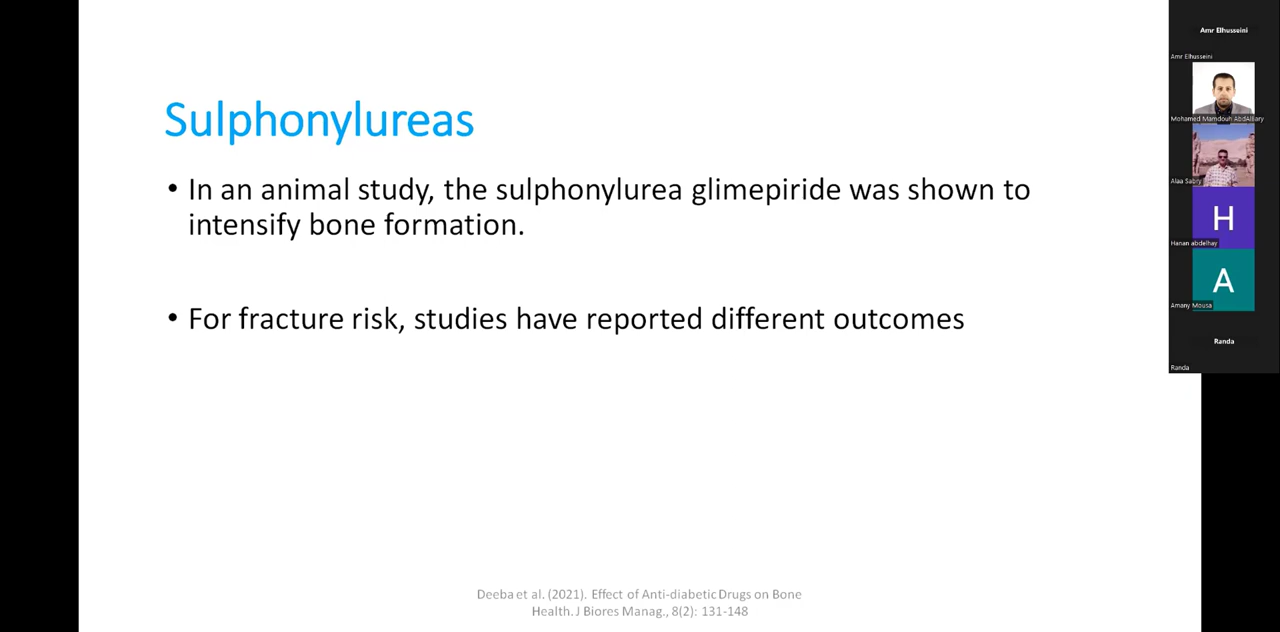 Sulphonylureas
• In an animal study, the sulphonylurea glimepiride was shown to
intensify bone formation.
• For fracture risk, studies have reported different outcomes
Deeba et al. (2021). Effect of Anti-diabetic Drugs on Bone
Health. J Biores Manag., 8(2): 131-148
Amr Elhusseini
Amr Elhusseini
Mohamed Mamdouh AbdAlbary
Alaa Sabry
H
Hanan abdelhay
A
Amany Mousa
Randa
Randa